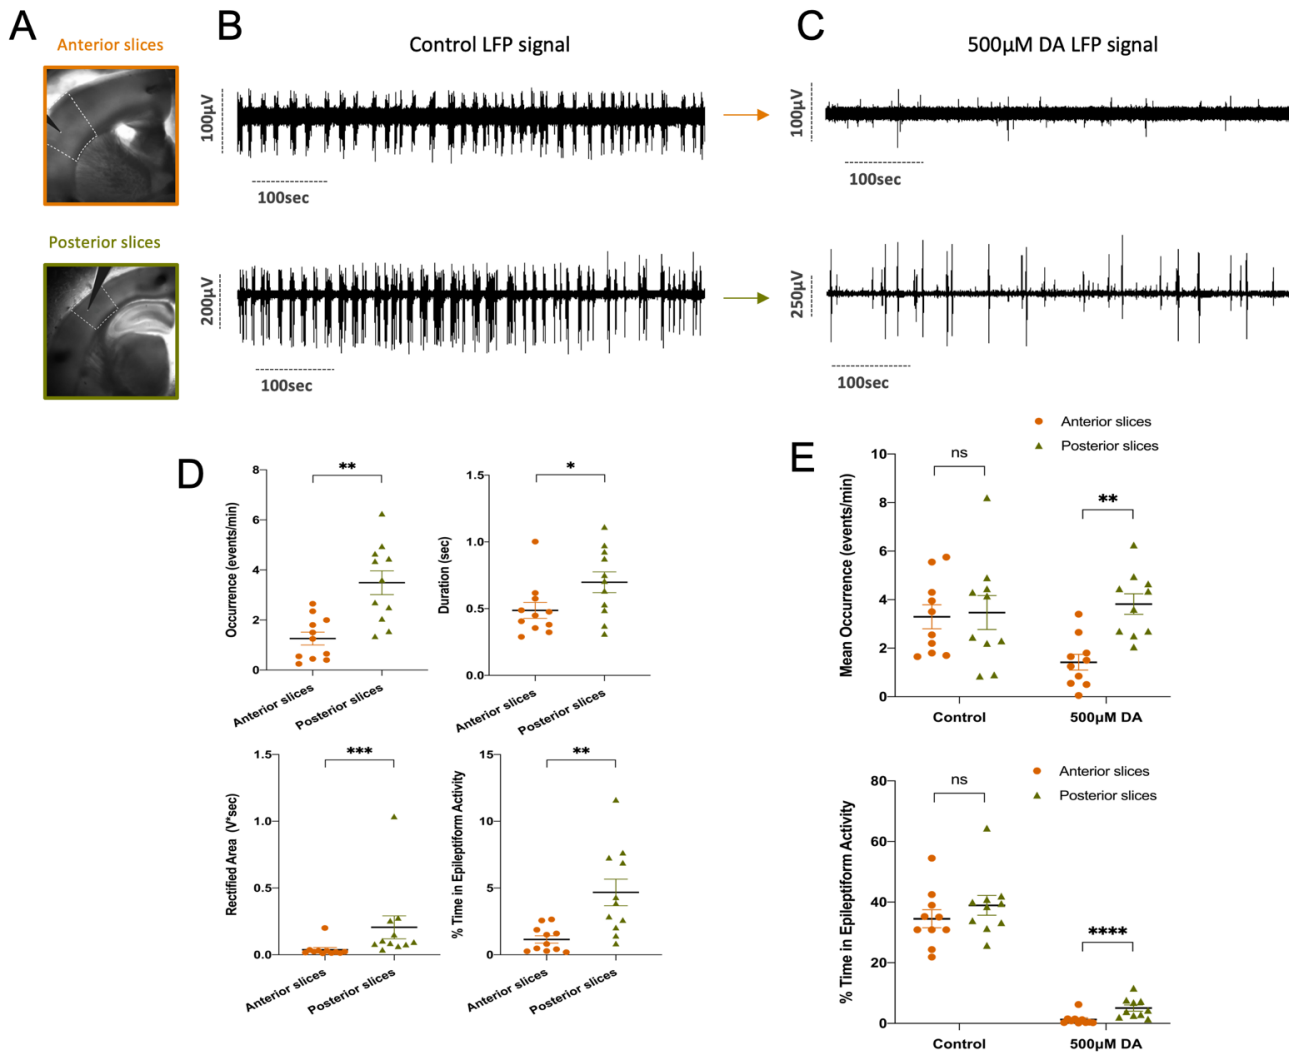 A
Anterior slices
Posterior slices
B
Control LFP signal
100µV
100sec
200µV
100sec
C
500µM DA LFP signal
100µV
100sec
250µV
100sec
D
**
Occurrence (events/min)
8
6
4
2
0
Anterior slices
Posterior slices
*
Duration (sec)
1.5
1.0
0.5
0.0
Anterior slices
Posterior slices
***
Rectified Area (V*sec)
1.5
1.0
0.5
0.0
Anterior slices
Posterior slices
**
% Time in Epileptiform Activity
15
10
5
0
Anterior slices
Posterior slices
E
Anterior slices
Posterior slices
ns
**
Mean Occurrence (events/min)
10
8
6
4
2
0
Control
500µM DA
Anterior slices
Posterior slices
ns
****
% Time in Epileptiform Activity
80
60
40
20
0
Control
500µM DA